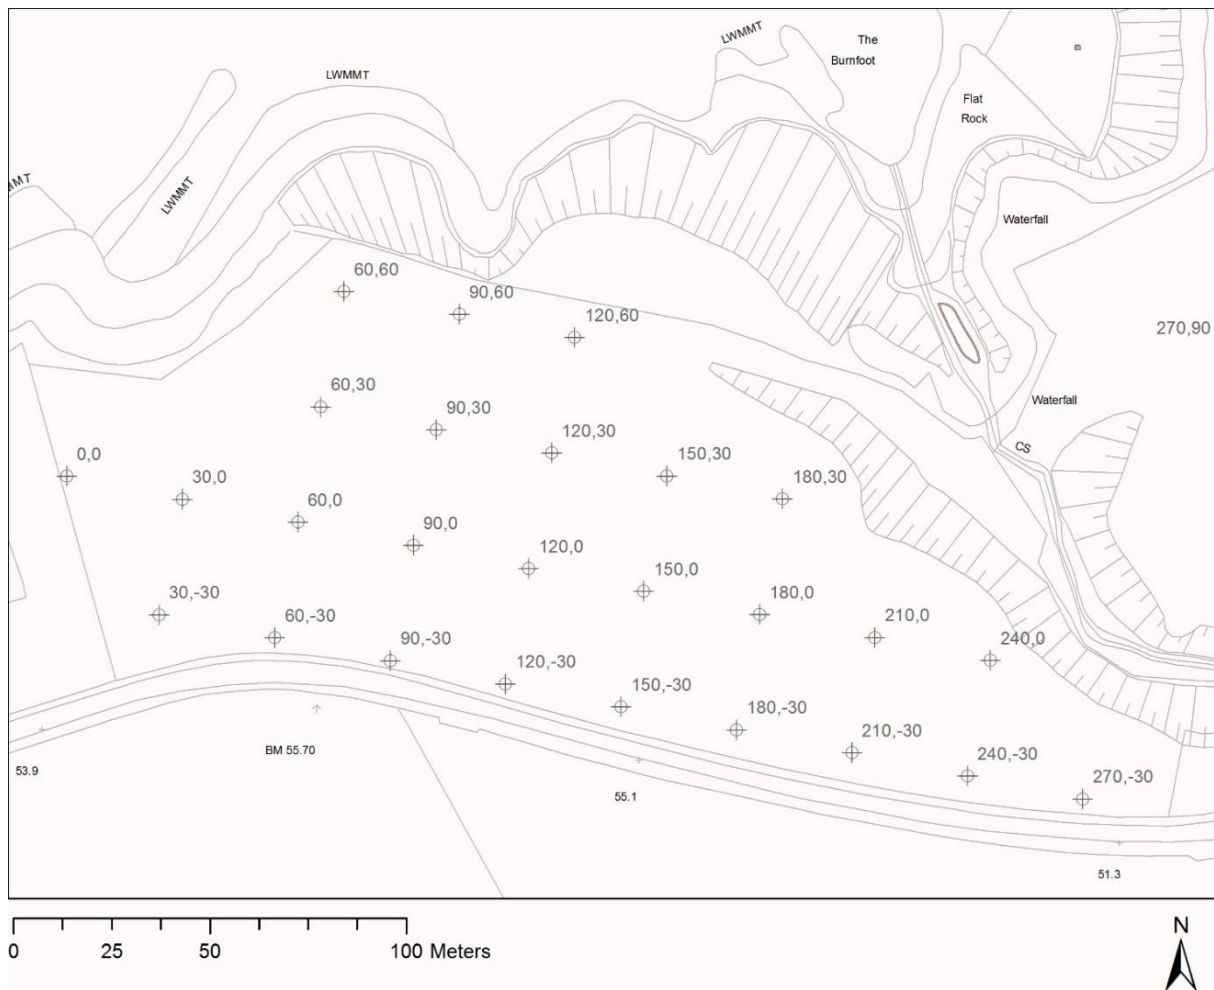 The
Burnfoot
LWMMT
LWMMT
Flat
Rock
MMT
LWMMT
Waterfall
60,60
90,60
120,60
270,90
60,30
90,30
Waterfall
120,30
CS
0,0
30,0
150,30
180,30
60,0
90,0
120,0
150,0
180,0
30,-30
60,-30
210,0
90,-30
240,0
120,-30
150,-30
180,-30
BM 55.70
210,-30
240,-30
53.9
270,-30
55.1
51.3
N
0 25 50 100 Meters